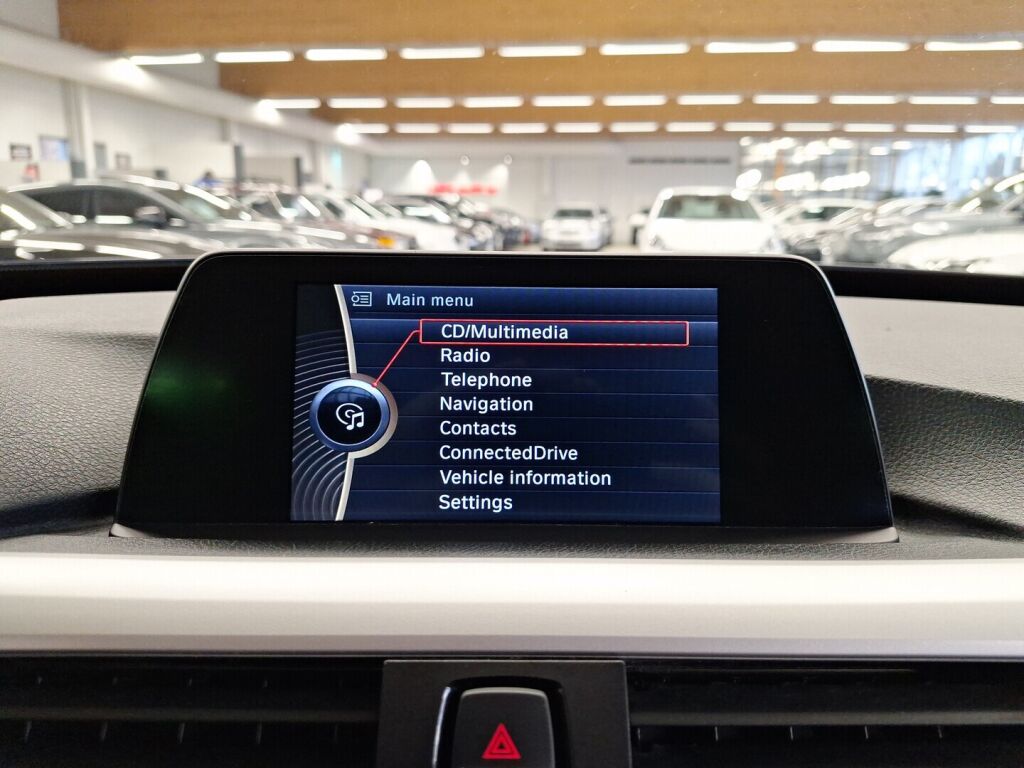 Main menu
CD/Multimedia
Radio
Telephone
Navigation
Contacts
ConnectedDrive
Vehicle information
Settings